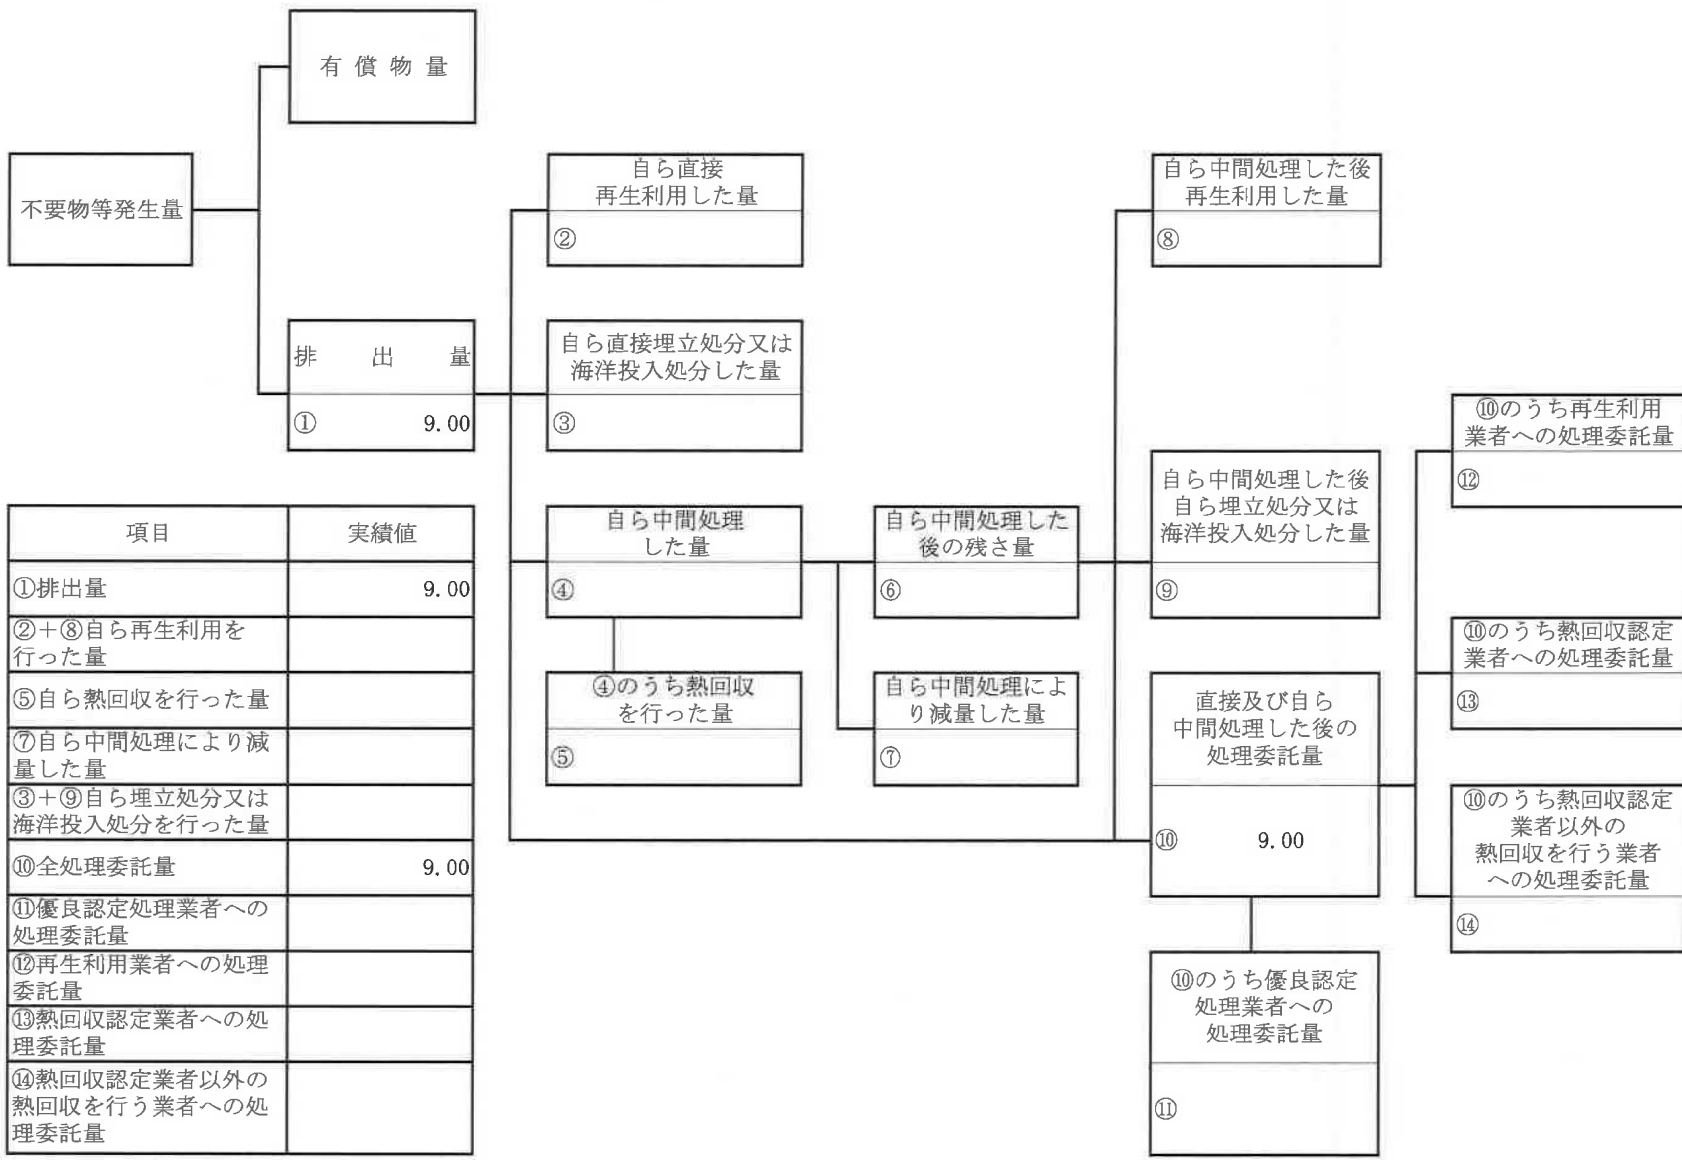 有 償 物 量
不要物等発生量
排 出 量
① 9.00
自ら直接
再生利用した量
②
自ら直接埋立処分又は
海洋投入処分した量
③
自ら中間処理
した量
④
④のうち熱回収
を行った量
⑤
自ら中間処理した
後の残さ量
⑥
自ら中間処理によ
り減量した量
⑦
自ら中間処理した後
再生利用した量
⑧
自ら中間処理した後
自ら埋立処分又は
海洋投入処分した量
⑨
直接及び自ら
中間処理した後の
処理委託量
⑩ 9.00
⑩のうち優良認定
処理業者への
処理委託量
⑪
⑩のうち再生利用
業者への処理委託量
⑫
⑩のうち熱回収認定
業者への処理委託量
⑬
⑩のうち熱回収認定
業者以外の
熱回収を行う業者
への処理委託量
⑭
項目 実績値
①排出量 9.00
②+⑧自ら再生利用を
行った量
⑤自ら熱回収を行った量
⑦自ら中間処理により減
量した量
③+⑨自ら埋立処分又は
海洋投入処分を行った量
⑩全処理委託量 9.00
⑪優良認定処理業者への
処理委託量
⑫再生利用業者への処理
委託量
⑬熱回収認定業者への処
理委託量
⑭熱回収認定業者以外の
熱回収を行う業者への処
理委託量